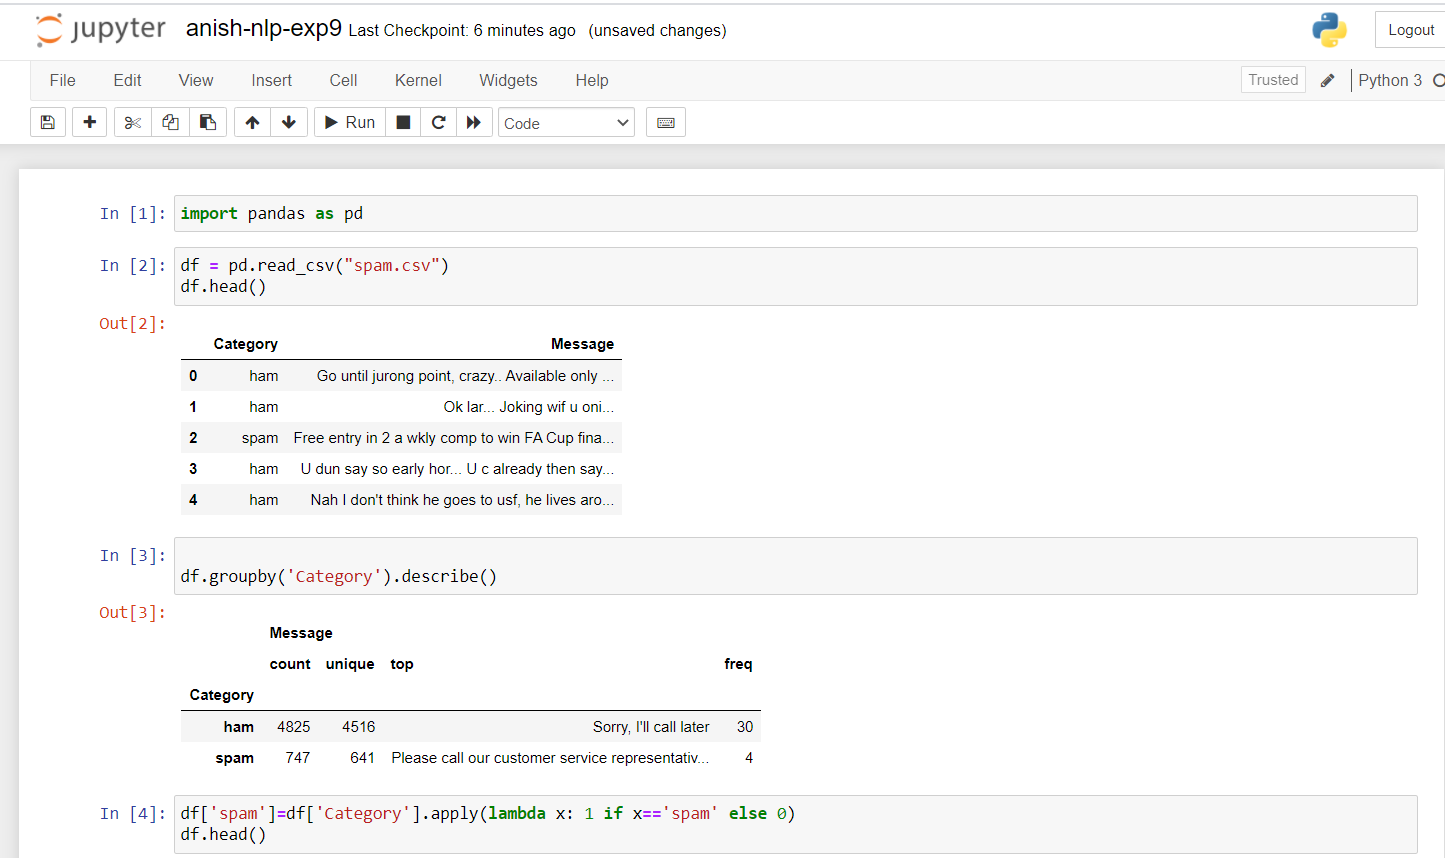 jupyter anish-nlp-exp9 Last Checkpoint: 6 minutes ago (unsaved changes) Logout
File Edit View Insert Cell Kernel Widgets Help Trusted Python 3
Run Code
In [1]: import pandas as pd
In [2]: df = pd.read_csv("spam.csv")
df.head()
Out[2]:
Category Message
0 ham Go until jurong point, crazy.. Available only ...
1 ham Ok lar... Joking wif u oni...
2 spam Free entry in 2 a wkly comp to win FA Cup fina...
3 ham U dun say so early hor... U c already then say...
4 ham Nah I don't think he goes to usf, he lives aro...
In [3]:
df.groupby('Category').describe()
Out[3]:
Message
count unique top freq
Category
ham 4825 4516 Sorry, I'll call later 30
spam 747 641 Please call our customer service representativ... 4
In [4]: df['spam']=df['Category'].apply(lambda x: 1 if x=='spam' else 0)
df.head()